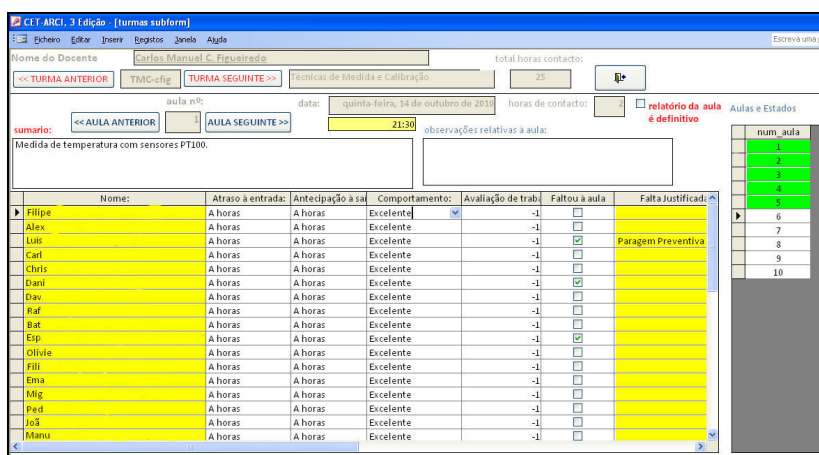 CET-ARCI, 3 Edição - [turmas subform]
Ficheiro Editar Inserir Registos Janela Ajuda Escreva uma
Nome do Docente Carlos Manuel C. Figueiredo total horas contacto:
<< TURMA ANTERIOR TMC-cfig TURMA SEGUINTE >> Técnicas de Medida e Calibração 25
aula nº: data: quinta-feira, 14 de outubro de 2010 horas de contacto: 2 relatório da aula é definitivo Aulas e Estados
<< AULA ANTERIOR 1 AULA SEGUINTE >> 21:30
sumario: observações relativas à aula:
Medida de temperatura com sensores PT100.
num_aula
1
2
3
4
5
6
7
8
9
10
Nome: Atraso à entrada: Antecipação à saí Comportamento: Avaliação de traba Faltou à aula Falta Justificada
Filipe A horas A horas Excelente -1
Alex A horas A horas Excelente -1
Luis A horas A horas Excelente -1 Paragem Preventiva
Carl A horas A horas Excelente -1
Chris A horas A horas Excelente -1
Dani A horas A horas Excelente -1
Dav A horas A horas Excelente -1
Raf A horas A horas Excelente -1
Bat A horas A horas Excelente -1
Esp A horas A horas Excelente -1
Olivie A horas A horas Excelente -1
Fili A horas A horas Excelente -1
Ema A horas A horas Excelente -1
Mig A horas A horas Excelente -1
Ped A horas A horas Excelente -1
Joã A horas A horas Excelente -1
Manu A horas A horas Excelente -1